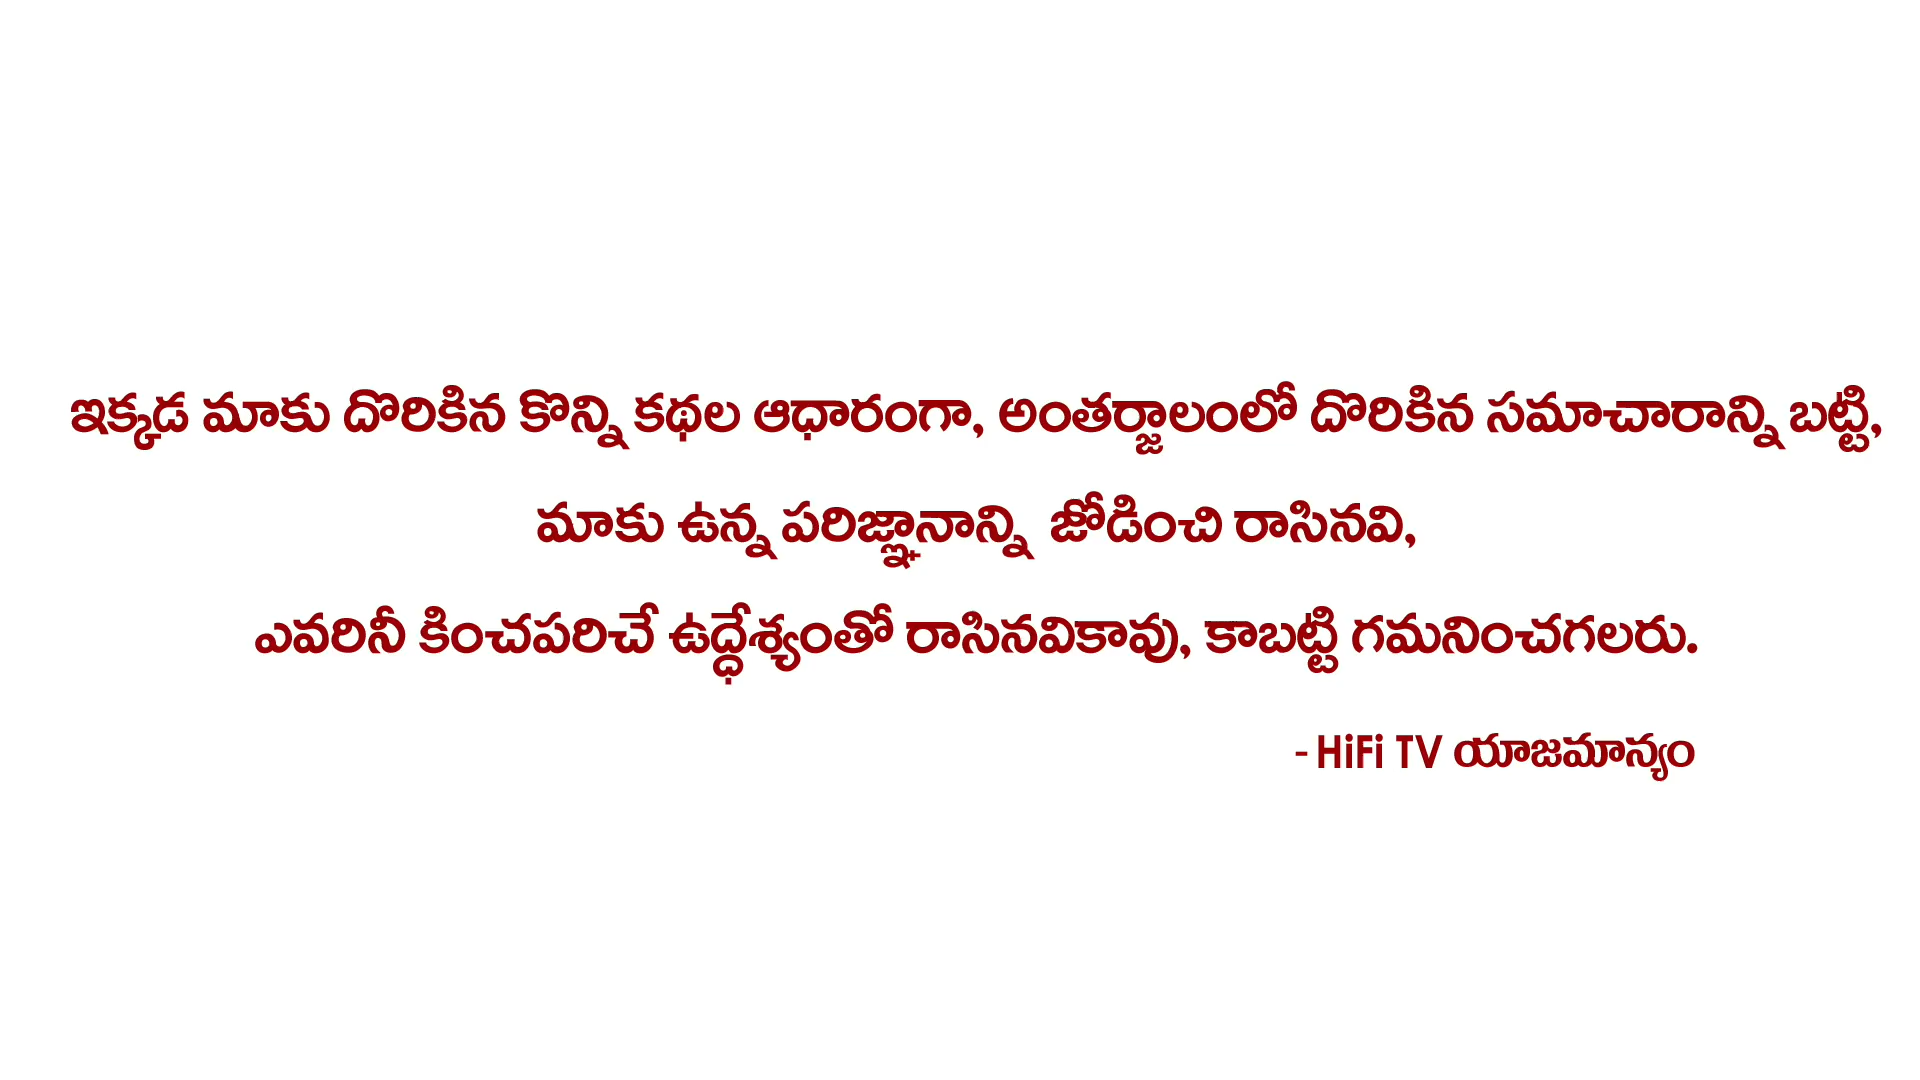 ఇక్కడ మాకు దొరికిన కొన్ని కథల ఆధారంగా, అంతర్జాలంలో దొరికిన సమాచారాన్ని బట్టి,
మాకు ఉన్న పరిజ్ఞానాన్ని జోడించి రాసినవి,
ఎవరినీ కించపరిచే ఉద్ధేశ్యంతో రాసినవికావు, కాబట్టి గమనించగలరు.
- HiFi TV యాజమాన్యం